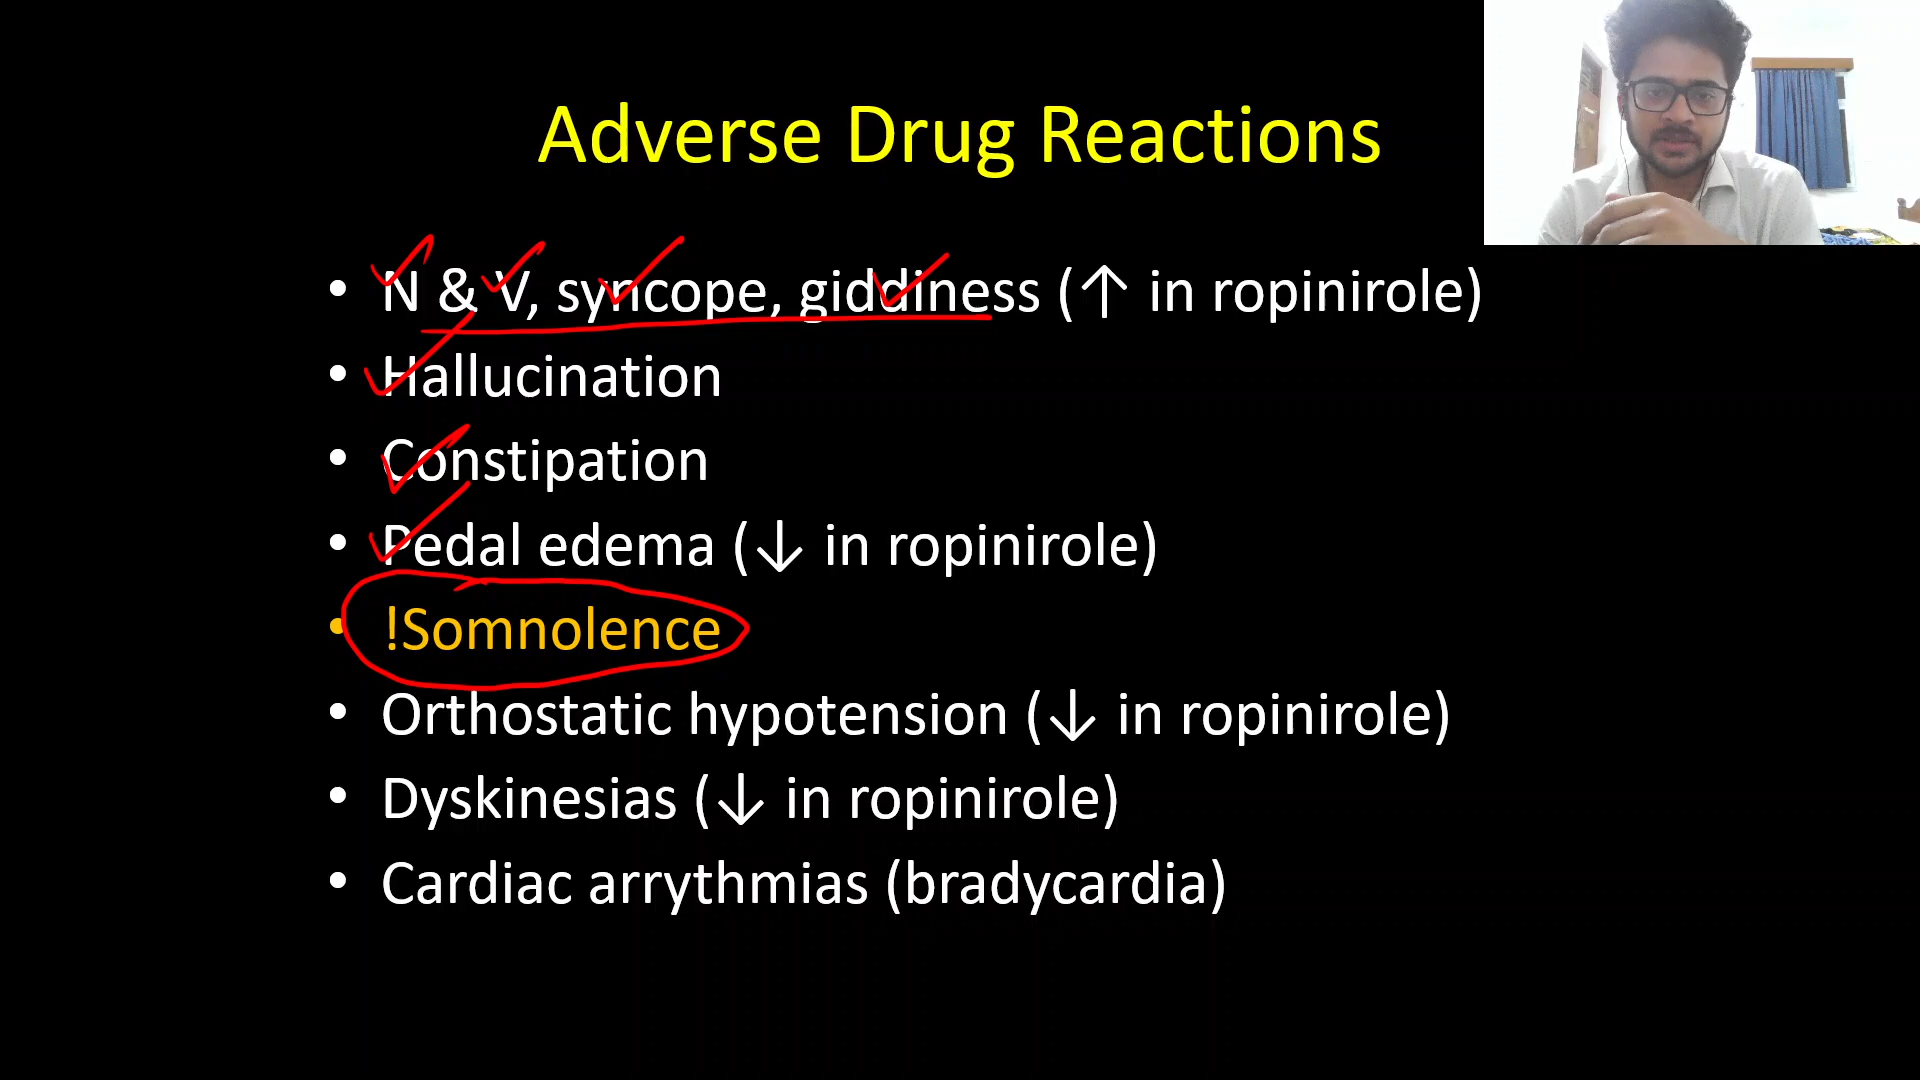 Adverse Drug Reactions
• N & V, syncope, giddiness (↑ in ropinirole)
• Hallucination
• Constipation
• Pedal edema (↓ in ropinirole)
• !Somnolence
• Orthostatic hypotension (↓ in ropinirole)
• Dyskinesias (↓ in ropinirole)
• Cardiac arrythmias (bradycardia)